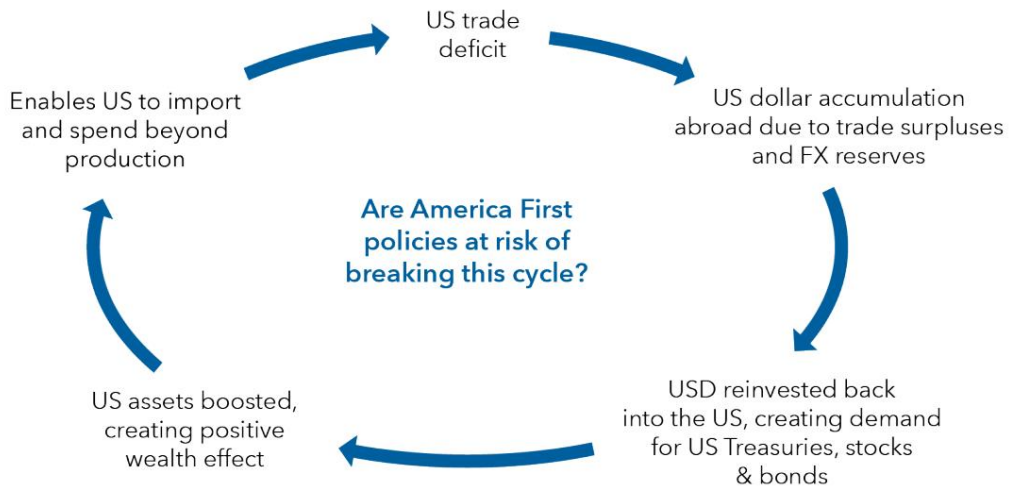 US trade
deficit
US dollar accumulation
abroad due to trade surpluses
and FX reserves
USD reinvested back
into the US, creating demand
for US Treasuries, stocks
& bonds
US assets boosted,
creating positive
wealth effect
Enables US to import
and spend beyond
production
Are America First
policies at risk of
breaking this cycle?